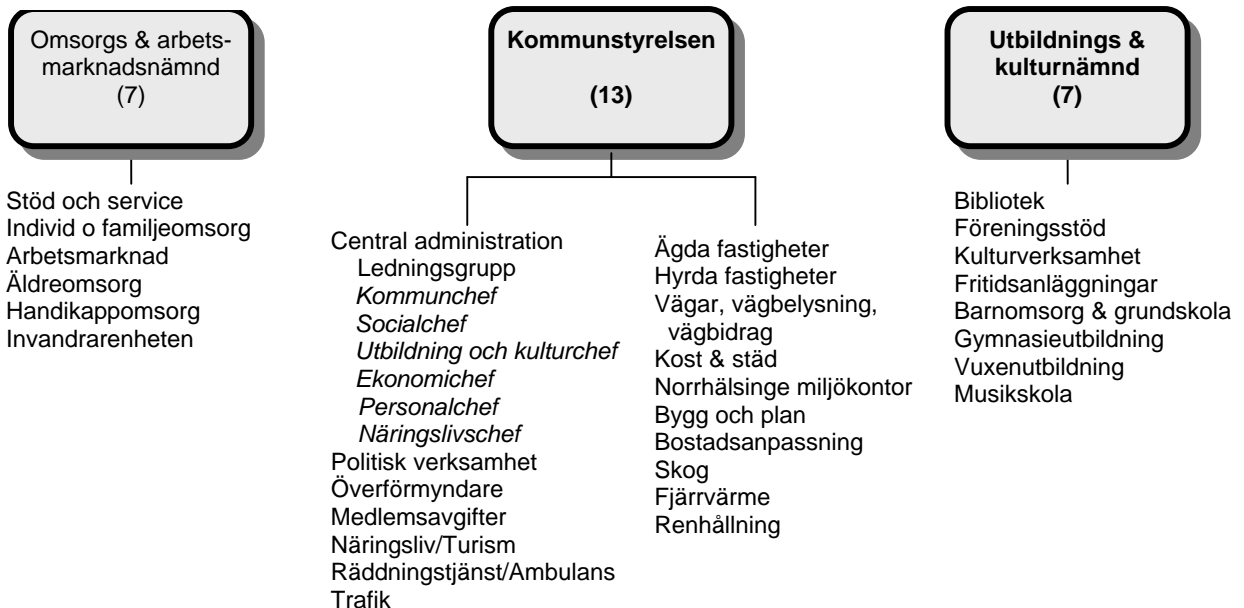 Omsorgs & arbets-
marknadsnämnd
(7)
Stöd och service
Individ o familjeomsorg
Arbetsmarknad
Äldreomsorg
Handikappomsorg
Invandrarenheten
Kommunstyrelsen
(13)
Central administration
Ledningsgrupp
Kommunchef
Socialchef
Utbildning och kulturchef
Ekonomichef
Personalchef
Näringslivschef
Politisk verksamhet
Överförmyndare
Medlemsavgifter
Näringsliv/Turism
Räddningstjänst/Ambulans
Trafik
Ägda fastigheter
Hyrda fastigheter
Vägar, vägbelysning,
vägbidrag
Kost & städ
Norrhälsinge miljökontor
Bygg och plan
Bostadsanpassning
Skog
Fjärrvärme
Renhållning
Utbildnings &
kulturnämnd
(7)
Bibliotek
Föreningsstöd
Kulturverksamhet
Fritidsanläggningar
Barnomsorg & grundskola
Gymnasieutbildning
Vuxenutbildning
Musikskola